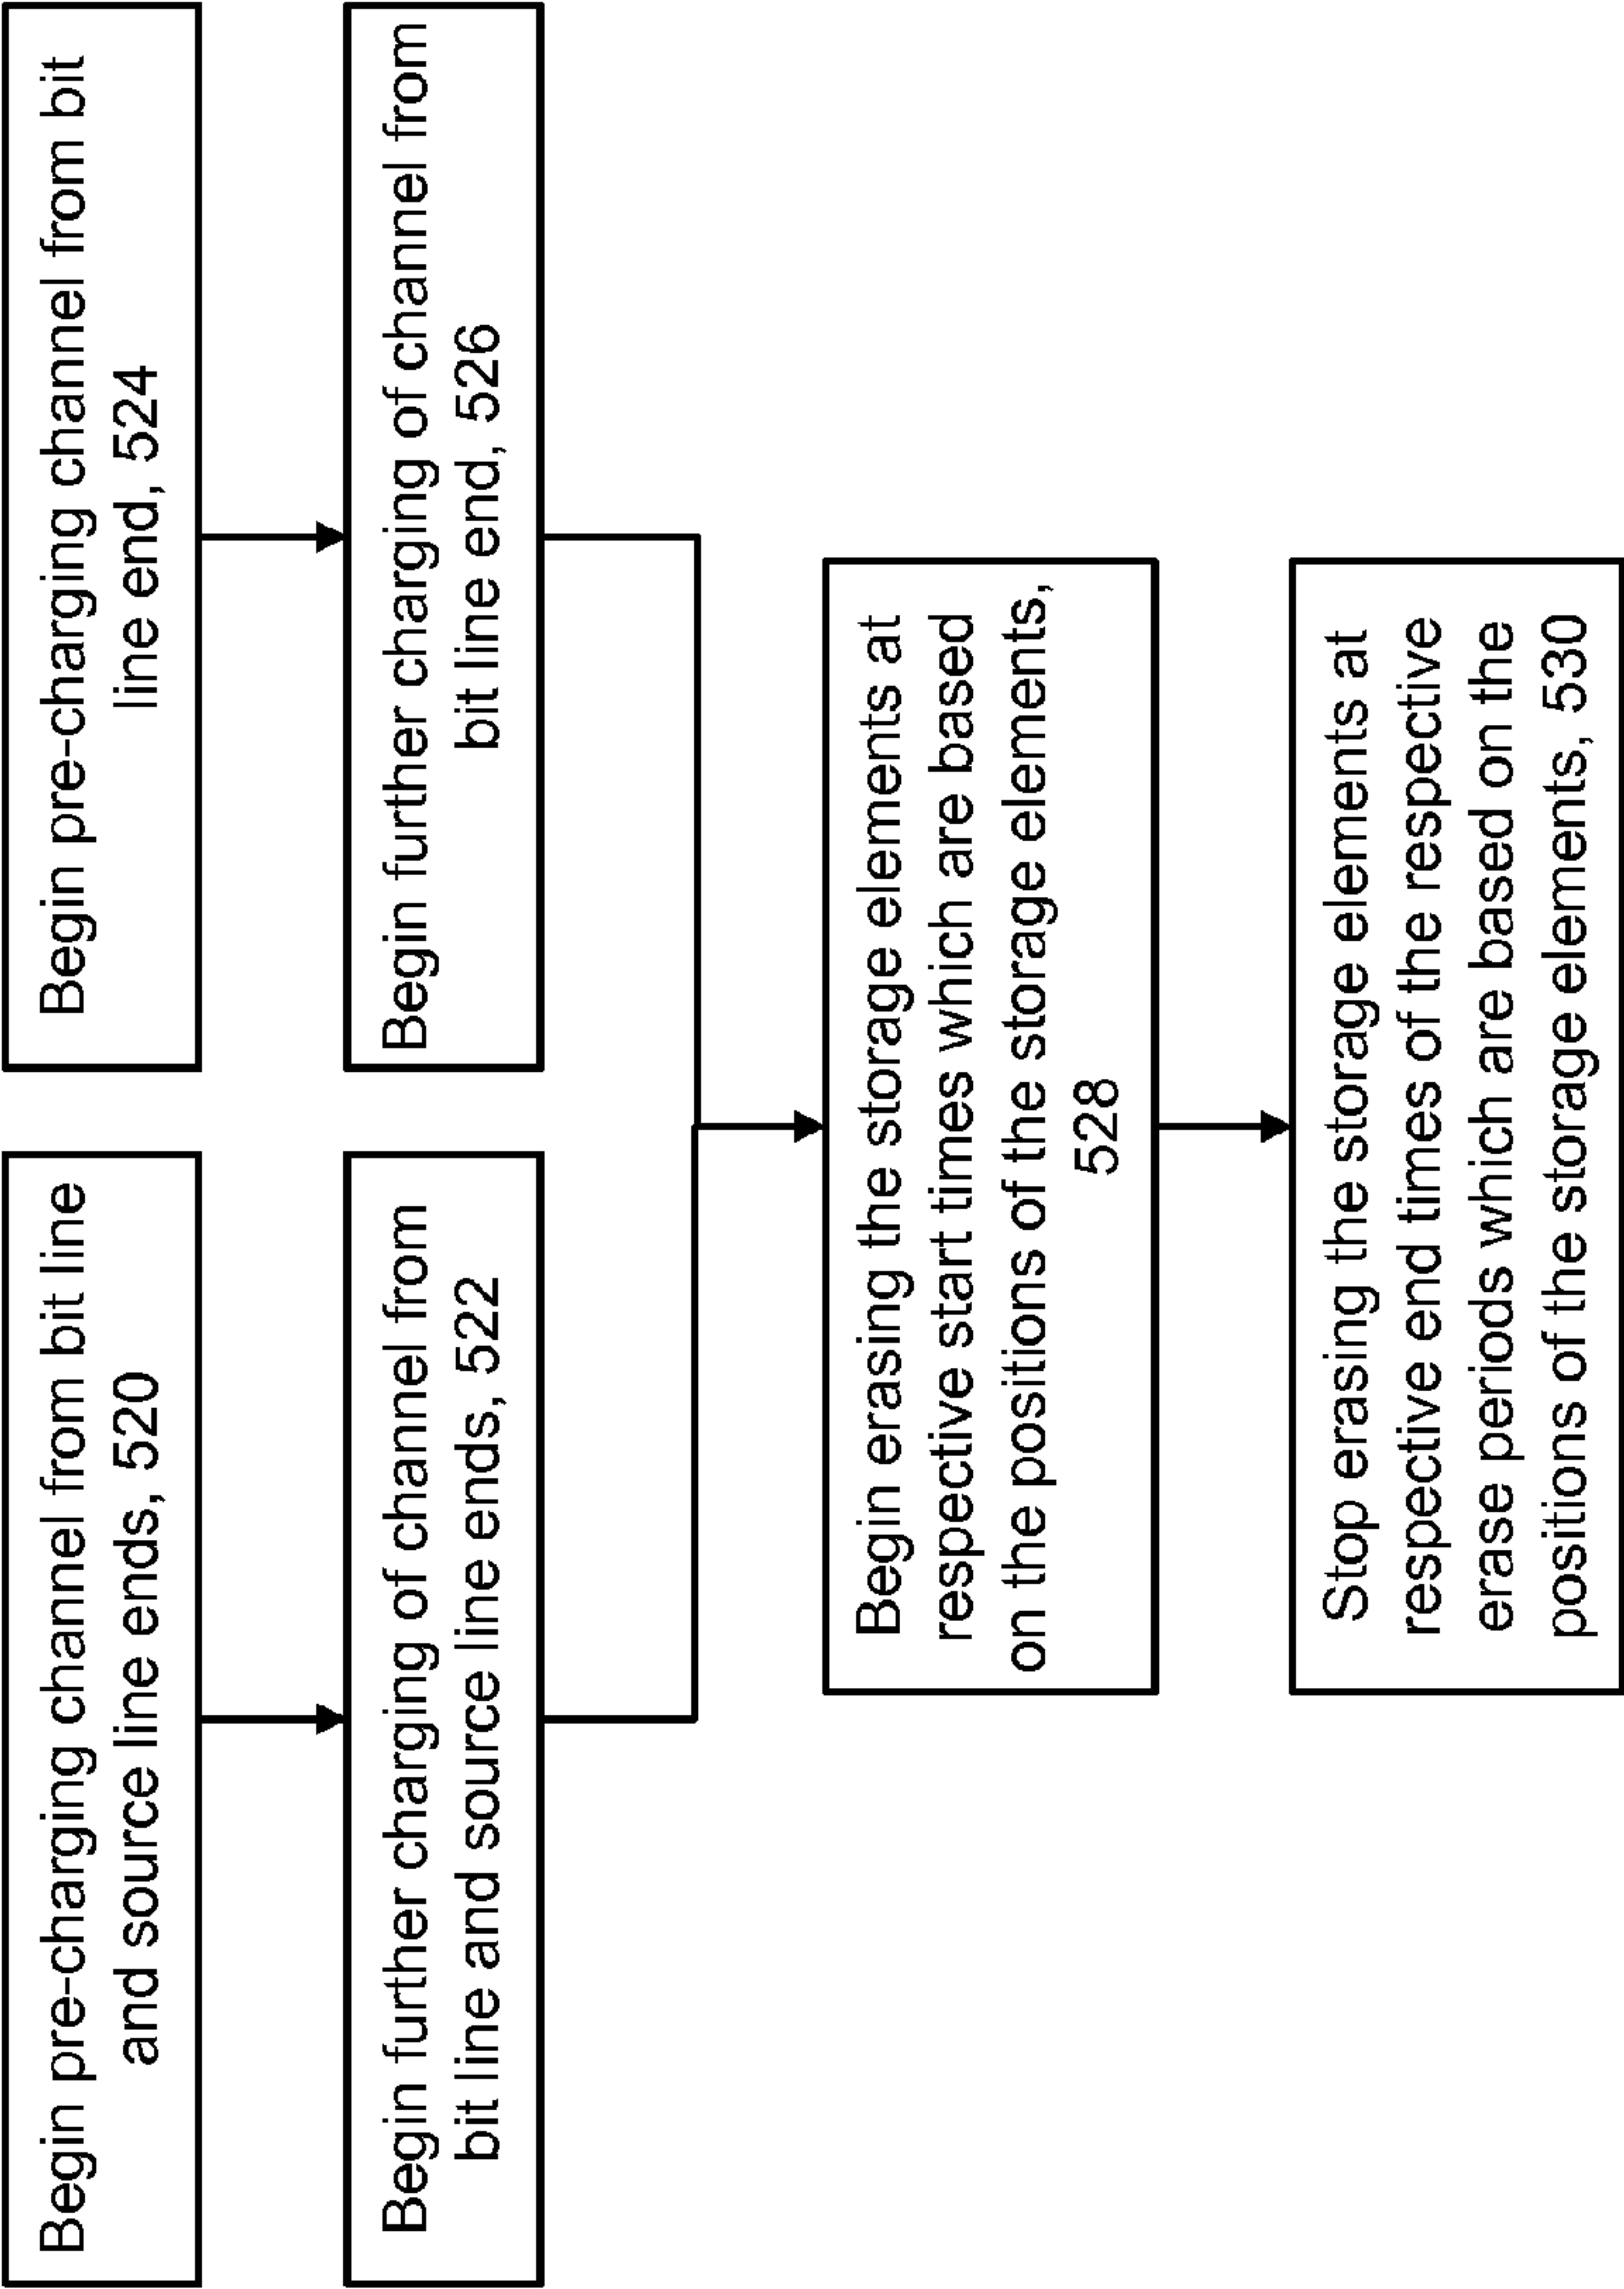 Begin pre-charging channel from bit line
and source line ends, 520
Begin pre-charging channel from bit
line end, 524
Begin further charging of channel from
bit line and source line ends, 522
Begin further charging of channel from
bit line end, 526
Begin erasing the storage elements at
respective start times which are based
on the positions of the storage elements,
528
Stop erasing the storage elements at
respective end times of the respective
erase periods which are based on the
positions of the storage elements, 530